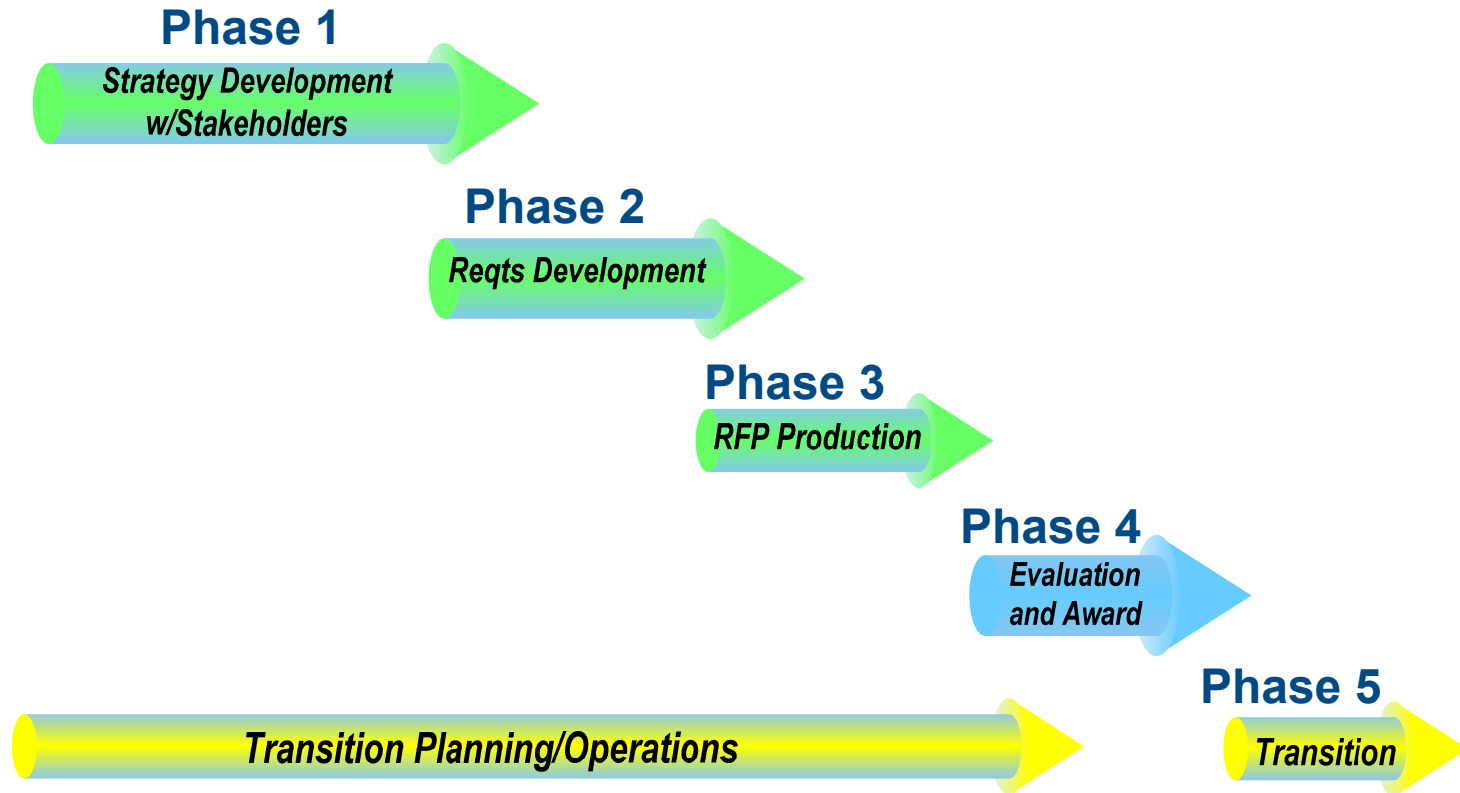 Phase 1
Strategy Development
w/Stakeholders
Phase 2
Reqts Development
Phase 3
RFP Production
Phase 4
Evaluation
and Award
Phase 5
Transition Planning/Operations
Transition